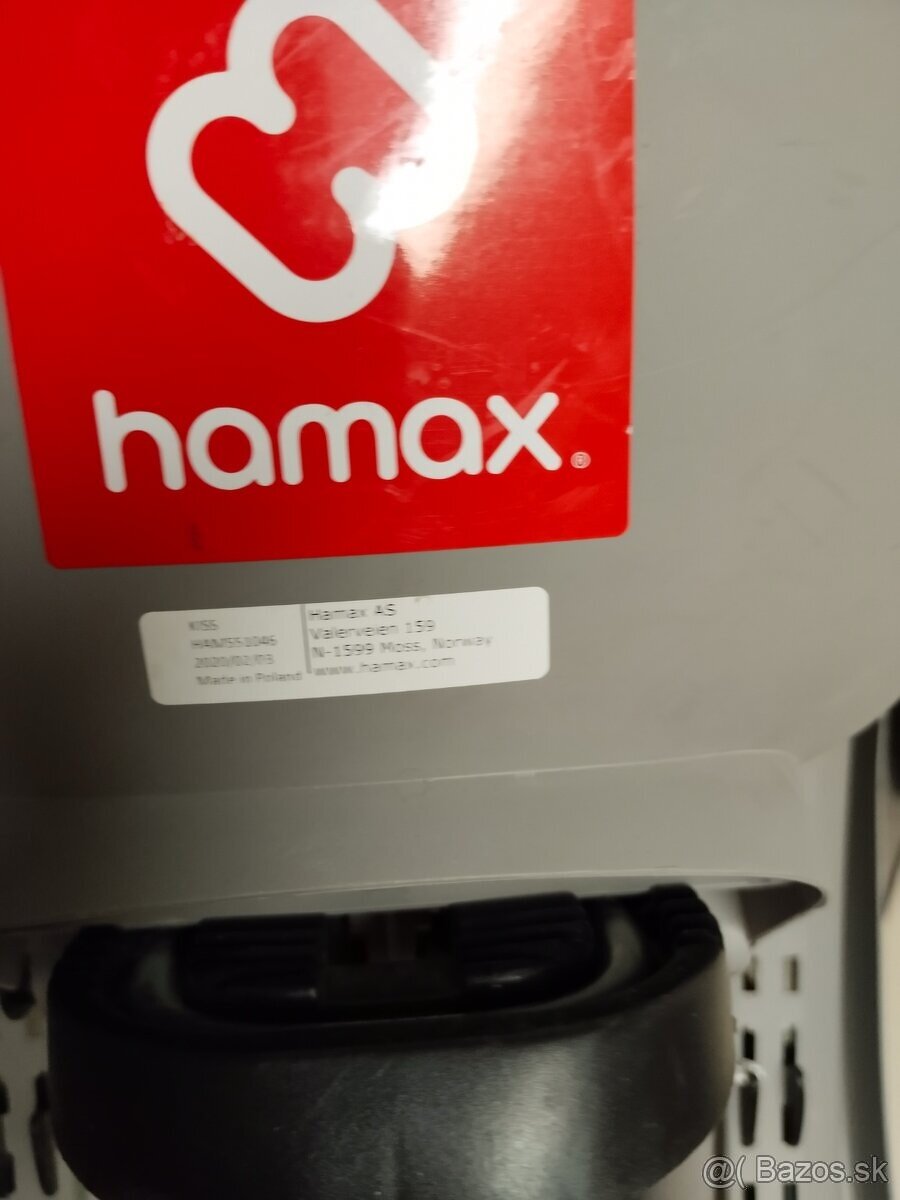 hamax®
KISS
HAM551046
2020/02/03
Made in Poland
Hamax AS
Værlerveien 159
N-1599 Moss, Norway
www.hamax.com
@( Bazos.sk